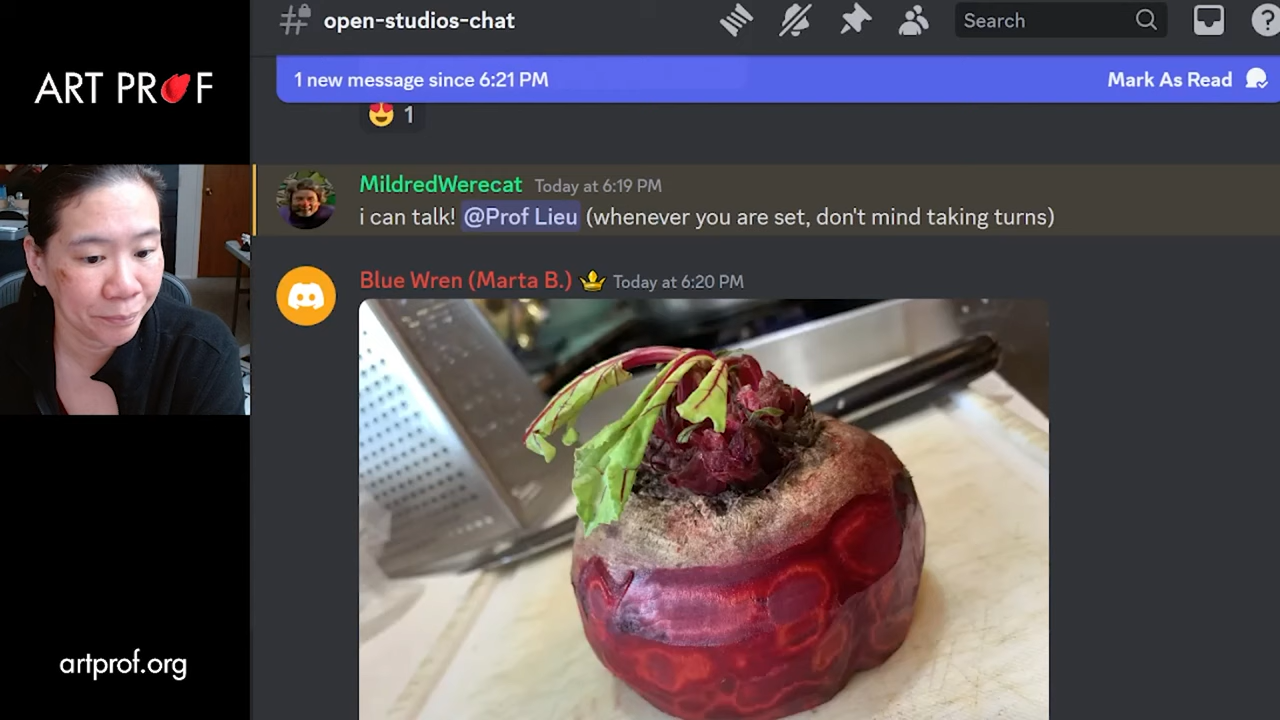 ART PROF
artprof.org
open-studios-chat
Search
1 new message since 6:21 PM
Mark As Read
1
MildredWerecat Today at 6:19 PM
i can talk! @Prof Lieu (whenever you are set, don't mind taking turns)
Blue Wren (Marta B.) Today at 6:20 PM